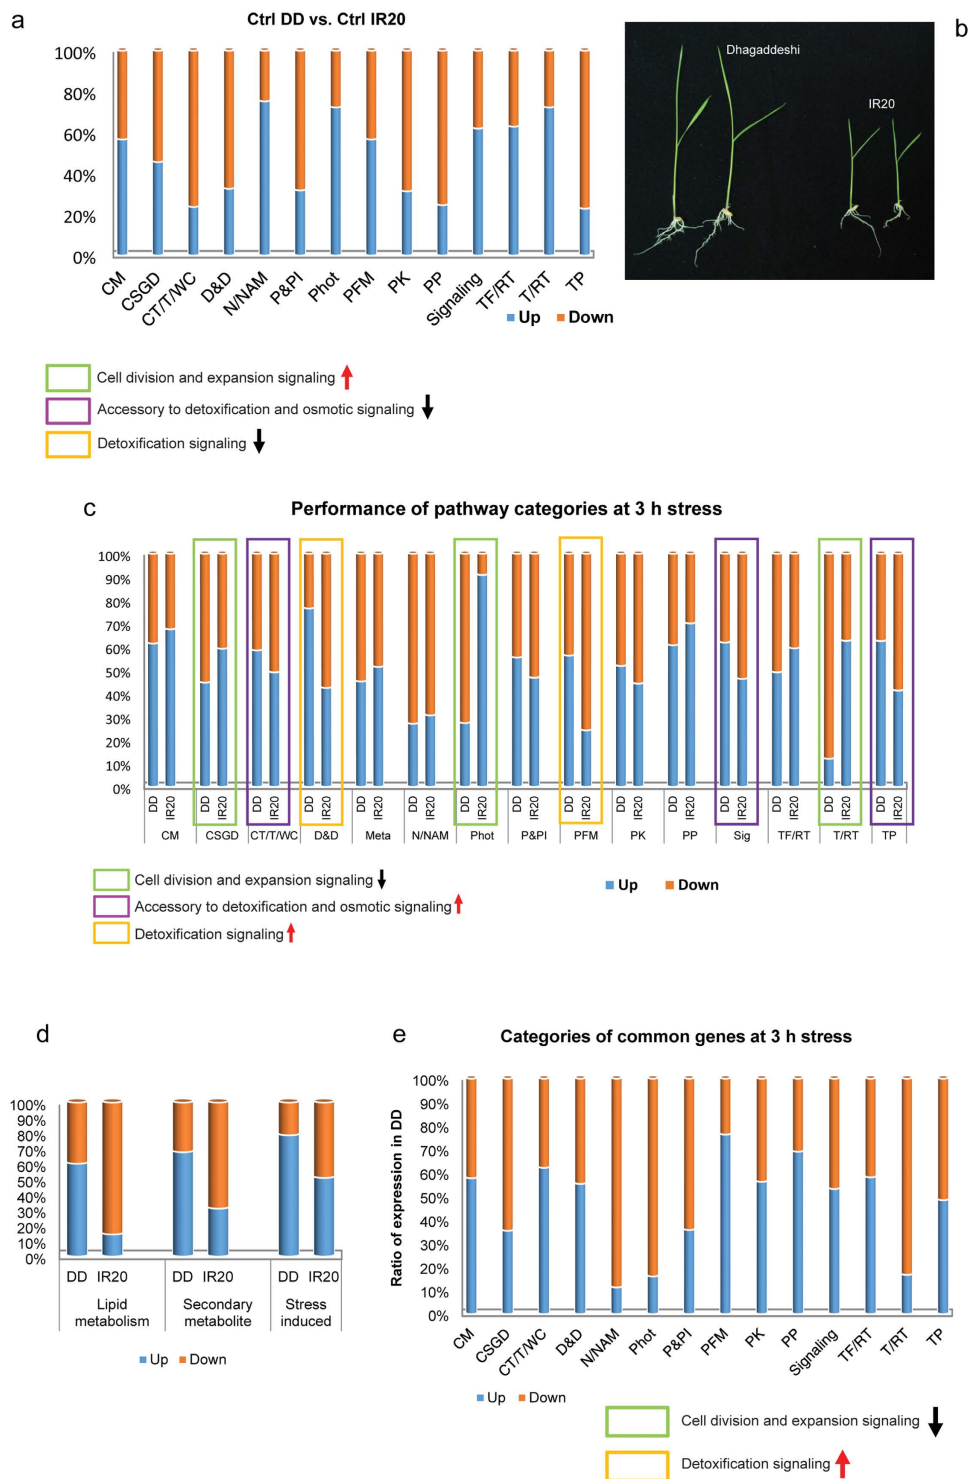 a
Ctrl DD vs. Ctrl IR20
100%
80%
60%
40%
20%
0%
CM CSGD CT/T/WC D&D N/NAM P&PI Phot PFM PK PP Signaling TF/RT T/RT TP
Up Down
b
Dhagaddeshi
IR20
Cell division and expansion signaling
Accessory to detoxification and osmotic signaling
Detoxification signaling
c
Performance of pathway categories at 3 h stress
100%
90%
80%
70%
60%
50%
40%
30%
20%
10%
0%
DD IR20 DD IR20 DD IR20 DD IR20 DD IR20 DD IR20 DD IR20 DD IR20 DD IR20 DD IR20 DD IR20 DD IR20 DD IR20 DD IR20 DD IR20
CM CSGD CT/T/WC D&D Meta N/NAM Phot P&PI PFM PK PP Sig TF/RT T/RT TP
Cell division and expansion signaling
Accessory to detoxification and osmotic signaling
Detoxification signaling
Up Down
d
100%
90%
80%
70%
60%
50%
40%
30%
20%
10%
0%
DD IR20 DD IR20 DD IR20
Lipid metabolism
Secondary metabolite
Stress induced
Up Down
e
Categories of common genes at 3 h stress
Ratio of expression in DD
100%
90%
80%
70%
60%
50%
40%
30%
20%
10%
0%
CM CSGD CT/T/WC D&D N/NAM Phot P&PI PFM PK PP Signaling TF/RT T/RT TP
Up Down
Cell division and expansion signaling
Detoxification signaling